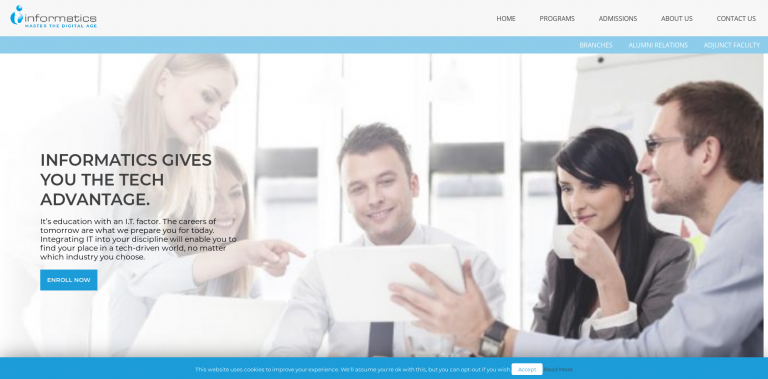 informatics
MASTER THE DIGITAL AGE
HOME PROGRAMS ADMISSIONS ABOUT US CONTACT US
BRANCHES ALUMNI RELATIONS ADJUNCT FACULTY
INFORMATICS GIVES
YOU THE TECH
ADVANTAGE.
It's education with an I.T. factor. The careers of
tomorrow are what we prepare you for today.
Integrating IT into your discipline will enable you to
find your place in a tech-driven world, no matter
which industry you choose.
ENROLL NOW
This website uses cookies to improve your experience. We'll assume you're ok with this, but you can opt-out if you wish. Accept Read More